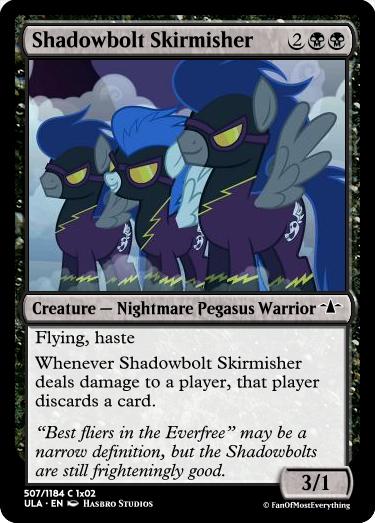 Shadowbolt Skirmisher 2
Creature — Nightmare Pegasus Warrior
Flying, haste
Whenever Shadowbolt Skirmisher
deals damage to a player, that player
discards a card.
“Best fliers in the Everfree” may be a
narrow definition, but the Shadowbolts
are still frighteningly good.
3/1
507/1184 C 1x02
ULA • EN Hasbro Studios
© FanOfMostEverything